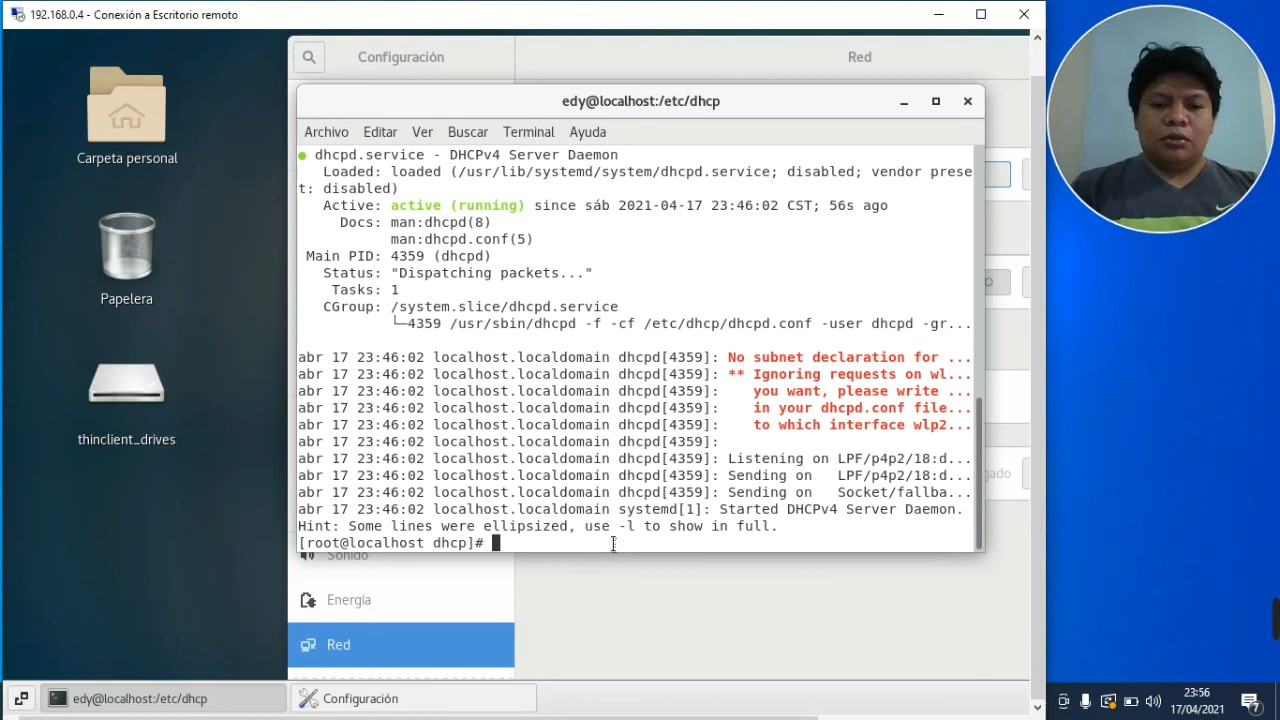 192.168.0.4 - Conexión a Escritorio remoto
Configuración
Red
Carpeta personal
Papelera
thinclient_drives
edy@localhost:/etc/dhcp
Archivo Editar Ver Buscar Terminal Ayuda
● dhcpd.service - DHCPv4 Server Daemon
Loaded: loaded (/usr/lib/systemd/system/dhcpd.service; disabled; vendor prese
t: disabled)
Active: active (running) since sáb 2021-04-17 23:46:02 CST; 56s ago
Docs: man:dhcpd(8)
man:dhcpd.conf(5)
Main PID: 4359 (dhcpd)
Status: "Dispatching packets..."
Tasks: 1
CGroup: /system.slice/dhcpd.service
└─4359 /usr/sbin/dhcpd -f -cf /etc/dhcp/dhcpd.conf -user dhcpd -gr...
abr 17 23:46:02 localhost.localdomain dhcpd[4359]: No subnet declaration for ...
abr 17 23:46:02 localhost.localdomain dhcpd[4359]: ** Ignoring requests on wl...
abr 17 23:46:02 localhost.localdomain dhcpd[4359]: you want, please write ...
abr 17 23:46:02 localhost.localdomain dhcpd[4359]: in your dhcpd.conf file...
abr 17 23:46:02 localhost.localdomain dhcpd[4359]: to which interface wlp2...
abr 17 23:46:02 localhost.localdomain dhcpd[4359]:
abr 17 23:46:02 localhost.localdomain dhcpd[4359]: Listening on LPF/p4p2/18:d...
abr 17 23:46:02 localhost.localdomain dhcpd[4359]: Sending on LPF/p4p2/18:d...
abr 17 23:46:02 localhost.localdomain dhcpd[4359]: Sending on Socket/fallba...
abr 17 23:46:02 localhost.localdomain systemd[1]: Started DHCPv4 Server Daemon.
Hint: Some lines were ellipsized, use -l to show in full.
[root@localhost dhcp]#
Sonido
Energía
Red
edy@localhost:/etc/dhcp
Configuración
23:56
17/04/2021
7